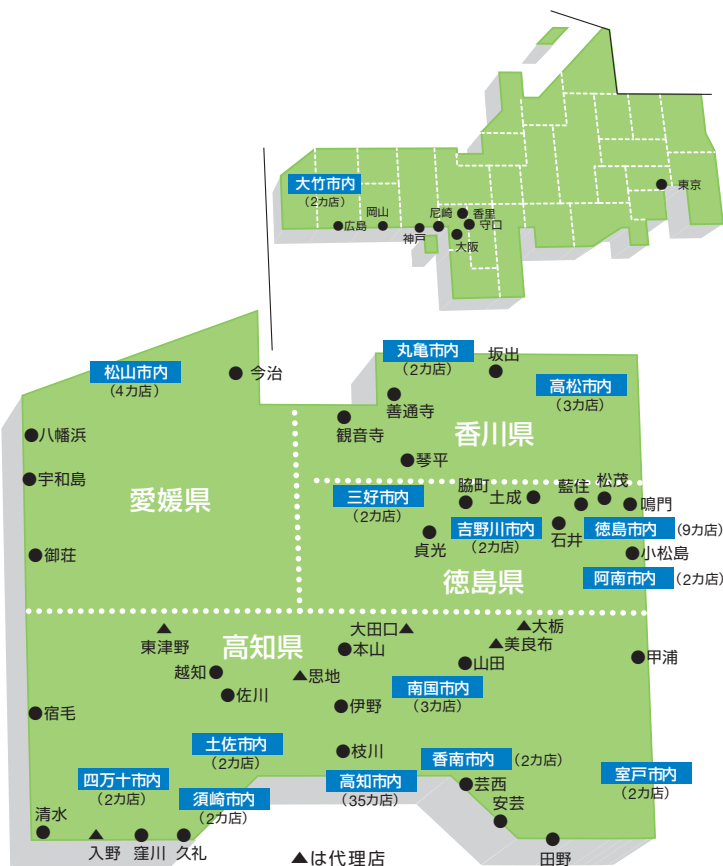 大竹市内
(2カ店)
岡山
広島
神戸
尼崎
香里
守口
大阪
東京
松山市内
(4カ店)
今治
丸亀市内
(2カ店)
坂出
高松市内
(3カ店)
善通寺
観音寺
香川県
八幡浜
琴平
宇和島
愛媛県
三好市内
(2カ店)
脇町
土成
藍住
松茂
鳴門
吉野川市内
(2カ店)
石井
徳島市内(9カ店)
貞光
御荘
小松島
徳島県
阿南市内(2カ店)
東津野
高知県
大田口
大栃
本山
美良布
甲浦
越知
思地
山田
佐川
南国市内
(3カ店)
宿毛
伊野
土佐市内
(2カ店)
枝川
香南市内(2カ店)
四万十市内
(2カ店)
須崎市内
(2カ店)
高知市内
(35カ店)
芸西
室戸市内
(2カ店)
清水
安芸
入野
窪川
久礼
▲は代理店
田野